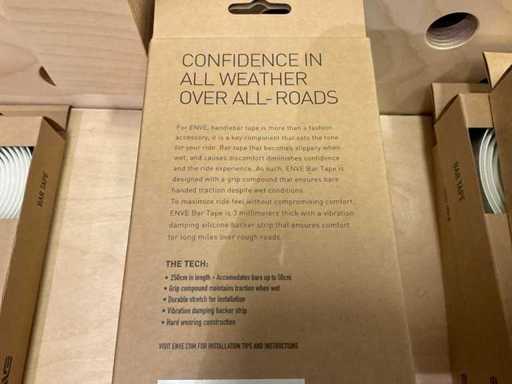 CONFIDENCE IN
ALL WEATHER
OVER ALL-ROADS
For ENVE, handlebar tape is more than a fashion
accessory, it is a key component that sets the tone
for your ride. Bar tape that becomes slippery when
wet, and causes discomfort diminishes confidence
and the ride experience. As such, ENVE Bar Tape is
designed with a grip compound that ensures bare
handed traction despite wet conditions.
To maximize ride feel without compromising comfort,
ENVE Bar Tape is 3 millimeters thick with a vibration
damping silicone backer strip that ensures comfort
for long miles over rough roads.
THE TECH:
• 250cm in length • Accomodates bars up to 50cm
• Grip compound maintains traction when wet
• Durable stretch for installation
• Vibration damping backer strip
• Hard wearing construction
VISIT ENVE.COM FOR INSTALLATION TIPS AND INSTRUCTIONS
BAR TAPE
BAR TAPE